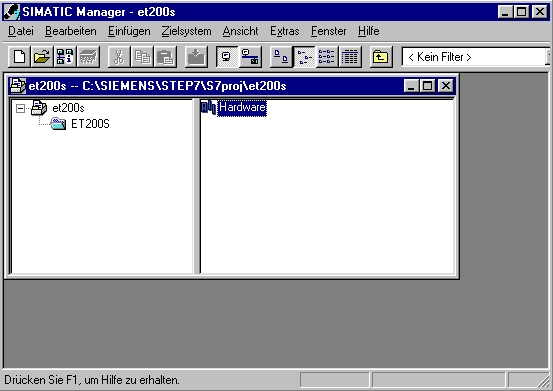 SIMATIC Manager - et200s
Datei Bearbeiten Einfügen Zielsystem Ansicht Extras Fenster Hilfe
< Kein Filter >
et200s -- C:\SIEMENS\STEP7\S7proj\et200s
et200s
ET200S
Hardware
Drücken Sie F1, um Hilfe zu erhalten.